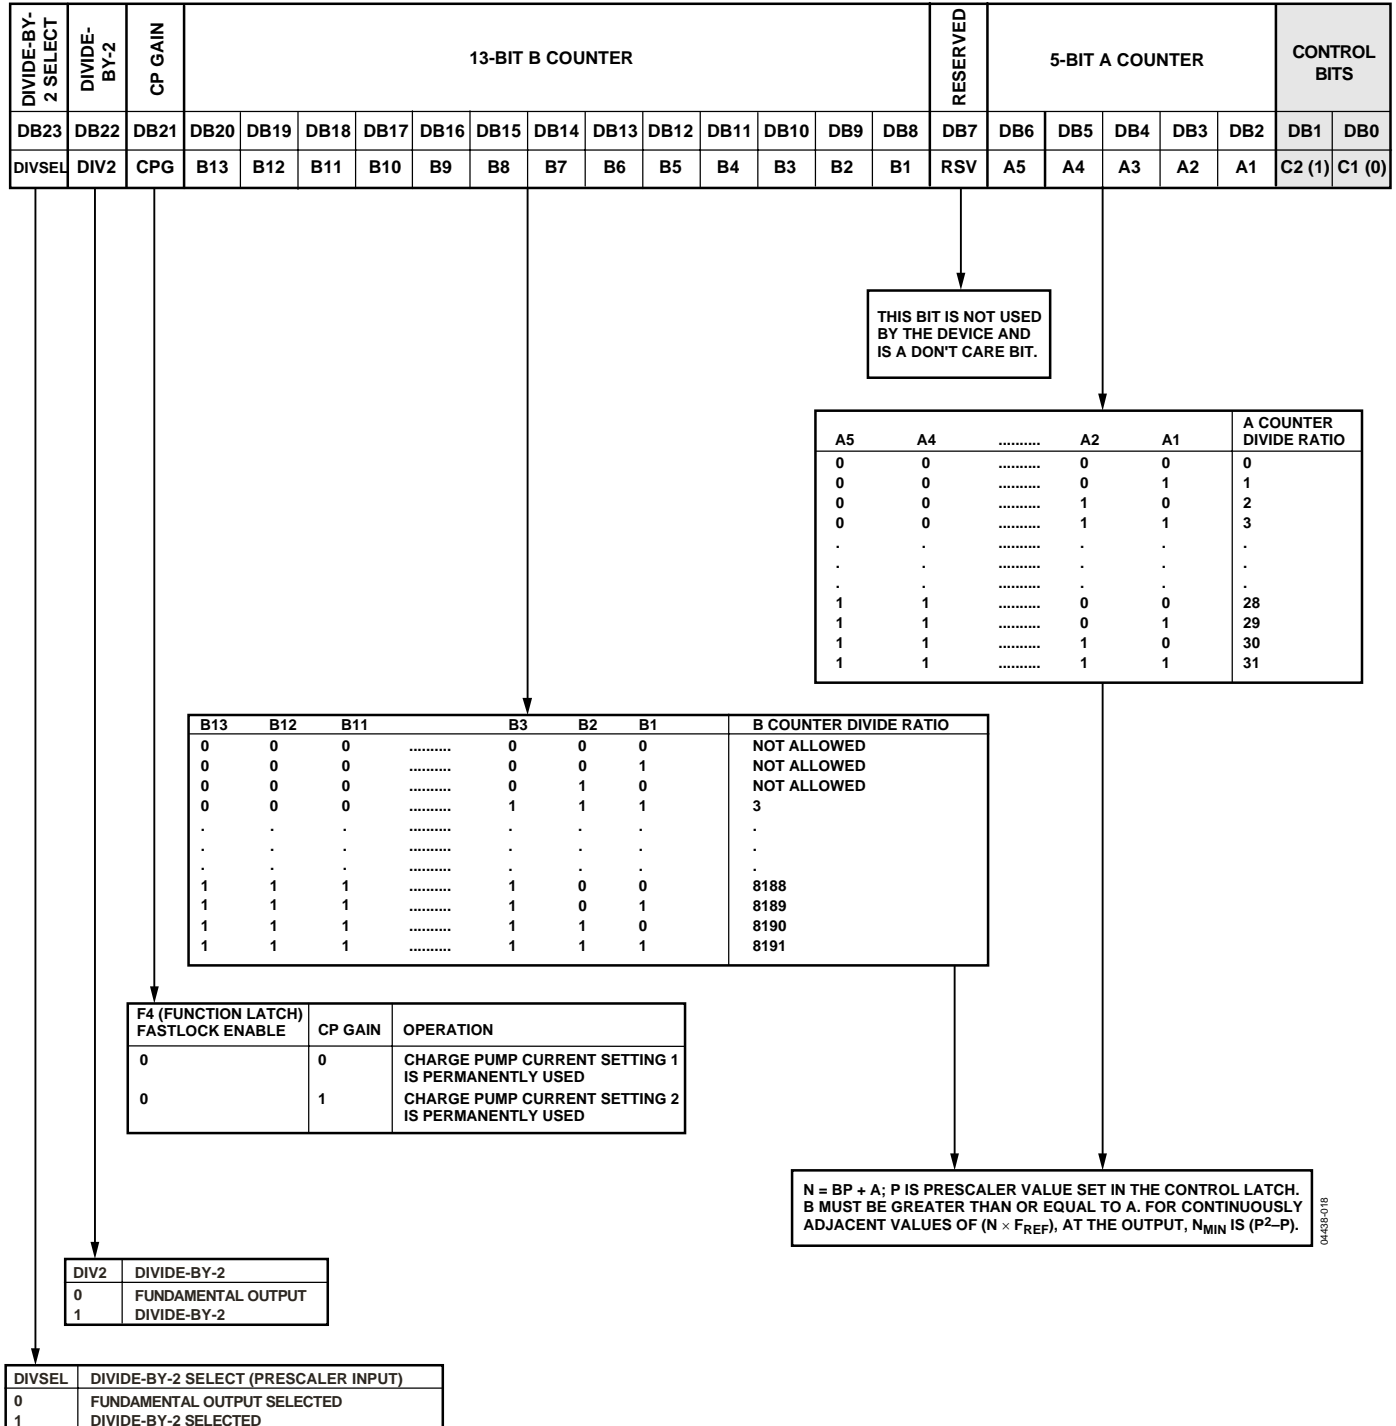 DIVIDE-BY-
2 SELECT
DIVIDE-
BY-2
CP GAIN
13-BIT B COUNTER
RESERVED
5-BIT A COUNTER
CONTROL
BITS
DB23 DB22 DB21 DB20 DB19 DB18 DB17 DB16 DB15 DB14 DB13 DB12 DB11 DB10 DB9 DB8 DB7 DB6 DB5 DB4 DB3 DB2 DB1 DB0
DIVSEL DIV2 CPG B13 B12 B11 B10 B9 B8 B7 B6 B5 B4 B3 B2 B1 RSV A5 A4 A3 A2 A1 C2 (1) C1 (0)
THIS BIT IS NOT USED
BY THE DEVICE AND
IS A DON'T CARE BIT.
A COUNTER
A5 A4 .......... A2 A1 DIVIDE RATIO
0 0 .......... 0 0 0
0 0 .......... 0 1 1
0 0 .......... 1 0 2
0 0 .......... 1 1 3
. . .......... . . .
. . .......... . . .
. . .......... . . .
1 1 .......... 0 0 28
1 1 .......... 0 1 29
1 1 .......... 1 0 30
1 1 .......... 1 1 31
B13 B12 B11 B3 B2 B1 B COUNTER DIVIDE RATIO
0 0 0 .......... 0 0 0 NOT ALLOWED
0 0 0 .......... 0 0 1 NOT ALLOWED
0 0 0 .......... 0 1 0 NOT ALLOWED
0 0 0 .......... 1 1 1 3
. . . .......... . . . .
. . . .......... . . . .
. . . .......... . . . .
1 1 1 .......... 1 0 0 8188
1 1 1 .......... 1 0 1 8189
1 1 1 .......... 1 1 0 8190
1 1 1 .......... 1 1 1 8191
F4 (FUNCTION LATCH)
FASTLOCK ENABLE CP GAIN OPERATION
0 0 CHARGE PUMP CURRENT SETTING 1
IS PERMANENTLY USED
0 1 CHARGE PUMP CURRENT SETTING 2
IS PERMANENTLY USED
N = BP + A; P IS PRESCALER VALUE SET IN THE CONTROL LATCH.
B MUST BE GREATER THAN OR EQUAL TO A. FOR CONTINUOUSLY
ADJACENT VALUES OF (N × FREF), AT THE OUTPUT, NMIN IS (P²–P).
04438-018
DIV2 DIVIDE-BY-2
0 FUNDAMENTAL OUTPUT
1 DIVIDE-BY-2
DIVSEL DIVIDE-BY-2 SELECT (PRESCALER INPUT)
0 FUNDAMENTAL OUTPUT SELECTED
1 DIVIDE-BY-2 SELECTED